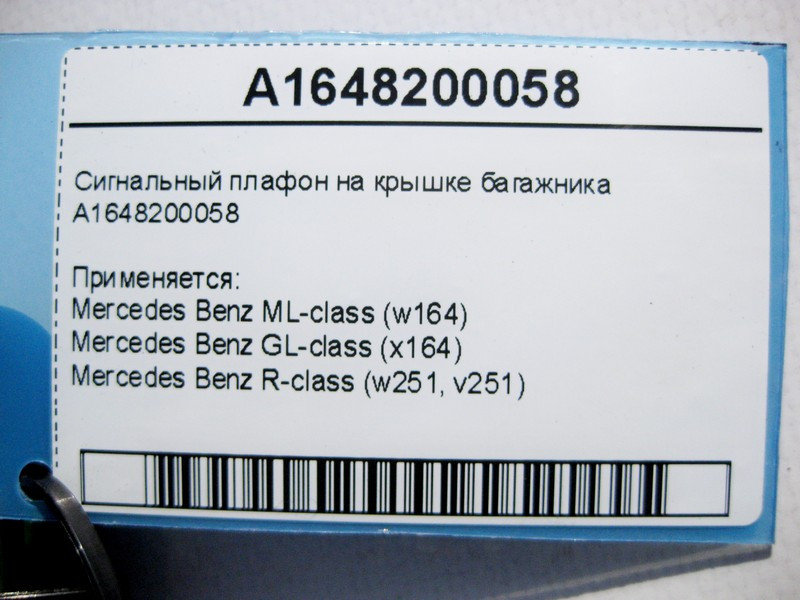 A1648200058
Сигнальный плафон на крышке багажника
A1648200058
Применяется:
Mercedes Benz ML-class (w164)
Mercedes Benz GL-class (x164)
Mercedes Benz R-class (w251, v251)